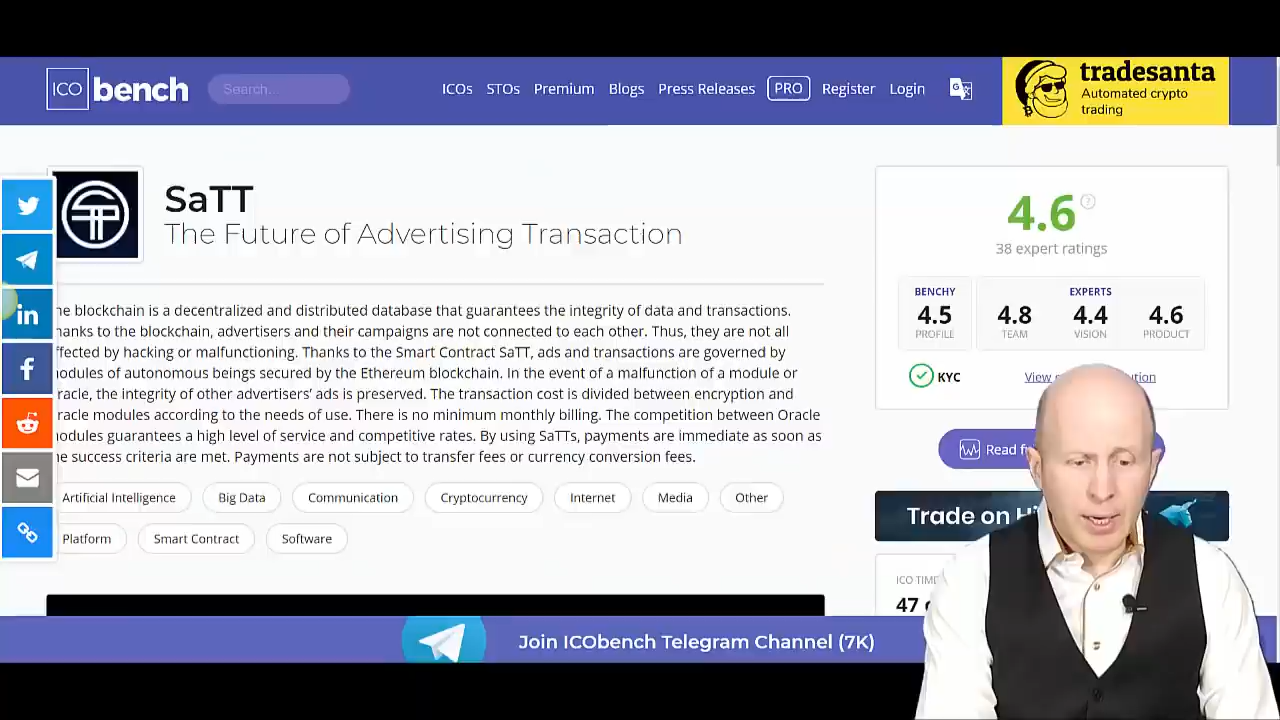 ICO bench
Search...
ICOs STOs Premium Blogs Press Releases PRO Register Login
tradesanta
Automated crypto
trading
SaTT
The Future of Advertising Transaction
4.6
38 expert ratings
BENCHY
4.5
PROFILE
EXPERTS
4.8 4.4 4.6
TEAM VISION PRODUCT
KYC
View
he blockchain is a decentralized and distributed database that guarantees the integrity of data and transactions.
hanks to the blockchain, advertisers and their campaigns are not connected to each other. Thus, they are not all
ffected by hacking or malfunctioning. Thanks to the Smart Contract SaTT, ads and transactions are governed by
odules of autonomous beings secured by the Ethereum blockchain. In the event of a malfunction of a module or
racle, the integrity of other advertisers' ads is preserved. The transaction cost is divided between encryption and
racle modules according to the needs of use. There is no minimum monthly billing. The competition between Oracle
odules guarantees a high level of service and competitive rates. By using SaTTs, payments are immediate as soon as
e success criteria are met. Paym not subject to transfer fees or currency conversion fees.
Artificial Intelligence Big Data Communication Cryptocurrency Internet Media Other
Platform Smart Contract Software
Read
Trade on
ICO TIME
47
Join ICObench Telegram Channel (7K)